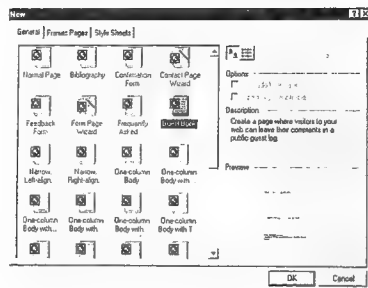 New
General Frames Pages Style Sheets
Normal Page Bibliography Confirmation Form Contact Page Wizard
Feedback Form Form Page Wizard Frequently Asked Guest Book
Narrow, Left-align. Narrow, Right-align. One-column Body One-column Body with
One-column Body with... One-column Body with One-column Body with One-column Body with T
Options
Description
Create a page where visitors to your
web can leave their comments in a
public guest log.
Preview
OK Cancel